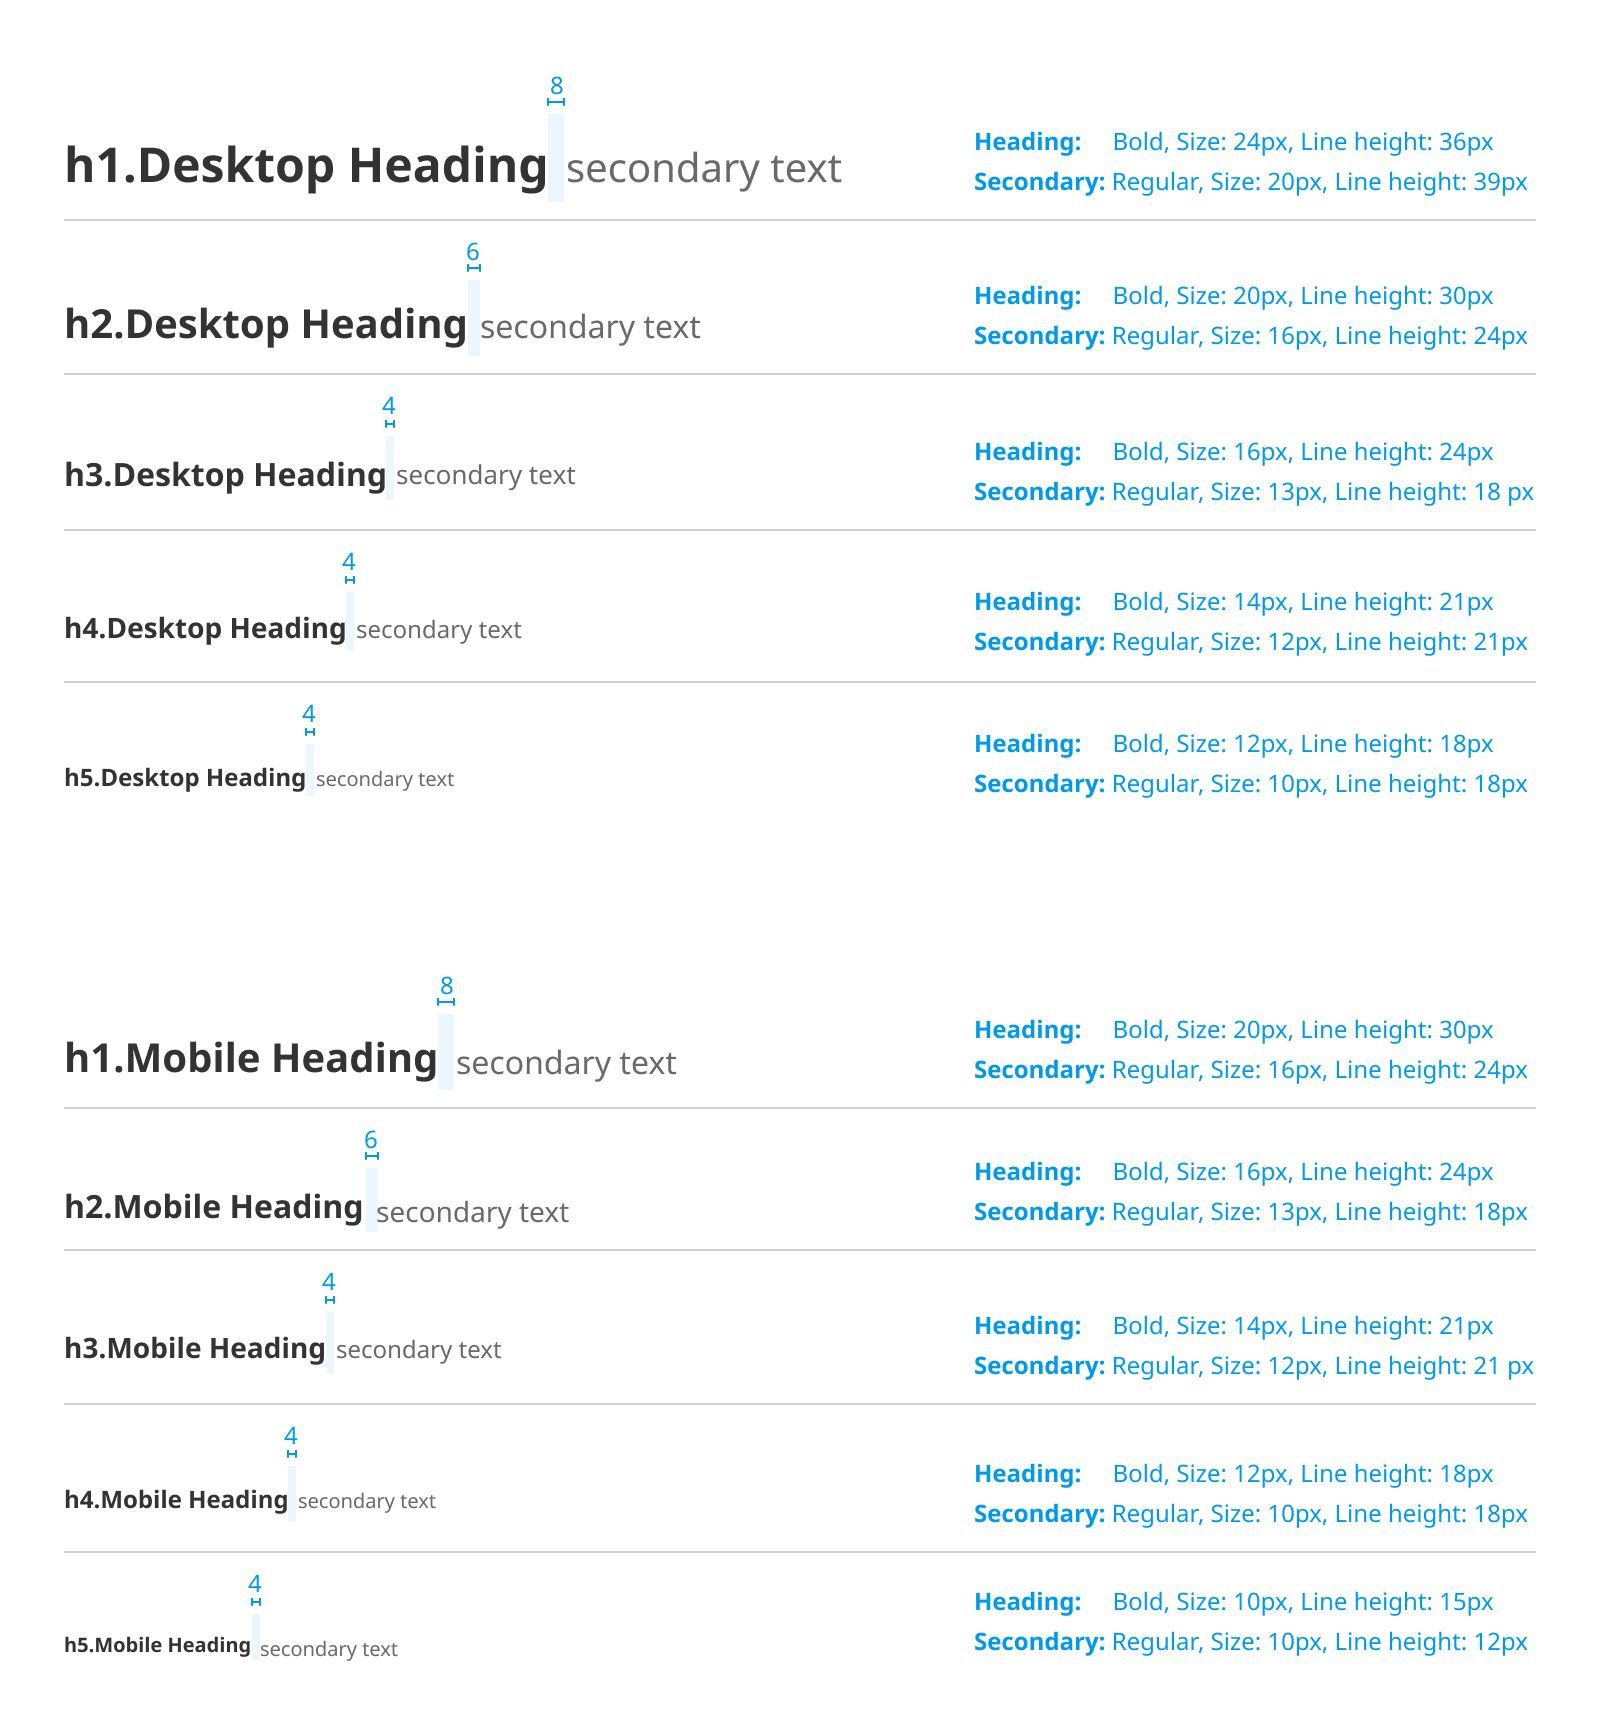 8
h1.Desktop Heading secondary text
Heading: Bold, Size: 24px, Line height: 36px
Secondary: Regular, Size: 20px, Line height: 39px
6
h2.Desktop Heading secondary text
Heading: Bold, Size: 20px, Line height: 30px
Secondary: Regular, Size: 16px, Line height: 24px
4
h3.Desktop Heading secondary text
Heading: Bold, Size: 16px, Line height: 24px
Secondary: Regular, Size: 13px, Line height: 18 px
4
h4.Desktop Heading secondary text
Heading: Bold, Size: 14px, Line height: 21px
Secondary: Regular, Size: 12px, Line height: 21px
4
h5.Desktop Heading secondary text
Heading: Bold, Size: 12px, Line height: 18px
Secondary: Regular, Size: 10px, Line height: 18px
8
h1.Mobile Heading secondary text
Heading: Bold, Size: 20px, Line height: 30px
Secondary: Regular, Size: 16px, Line height: 24px
6
h2.Mobile Heading secondary text
Heading: Bold, Size: 16px, Line height: 24px
Secondary: Regular, Size: 13px, Line height: 18px
4
h3.Mobile Heading secondary text
Heading: Bold, Size: 14px, Line height: 21px
Secondary: Regular, Size: 12px, Line height: 21 px
4
h4.Mobile Heading secondary text
Heading: Bold, Size: 12px, Line height: 18px
Secondary: Regular, Size: 10px, Line height: 18px
4
h5.Mobile Heading secondary text
Heading: Bold, Size: 10px, Line height: 15px
Secondary: Regular, Size: 10px, Line height: 12px